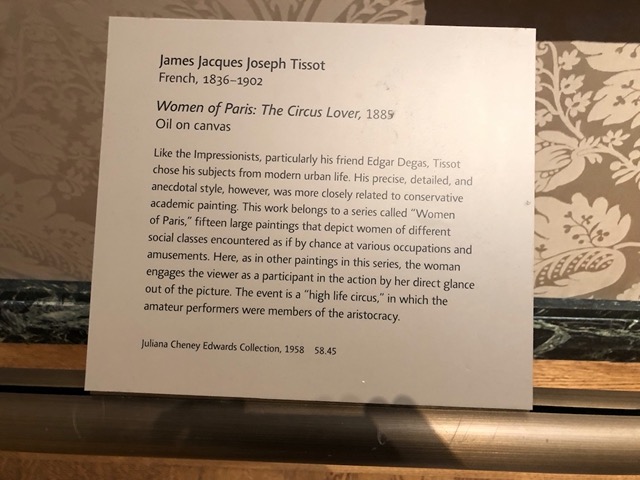 James Jacques Joseph Tissot
French, 1836–1902
Women of Paris: The Circus Lover, 1885
Oil on canvas
Like the Impressionists, particularly his friend Edgar Degas, Tissot
chose his subjects from modern urban life. His precise, detailed, and
anecdotal style, however, was more closely related to conservative
academic painting. This work belongs to a series called “Women
of Paris,” fifteen large paintings that depict women of different
social classes encountered as if by chance at various occupations and
amusements. Here, as in other paintings in this series, the woman
engages the viewer as a participant in the action by her direct glance
out of the picture. The event is a “high life circus,” in which the
amateur performers were members of the aristocracy.
Juliana Cheney Edwards Collection, 1958 58.45